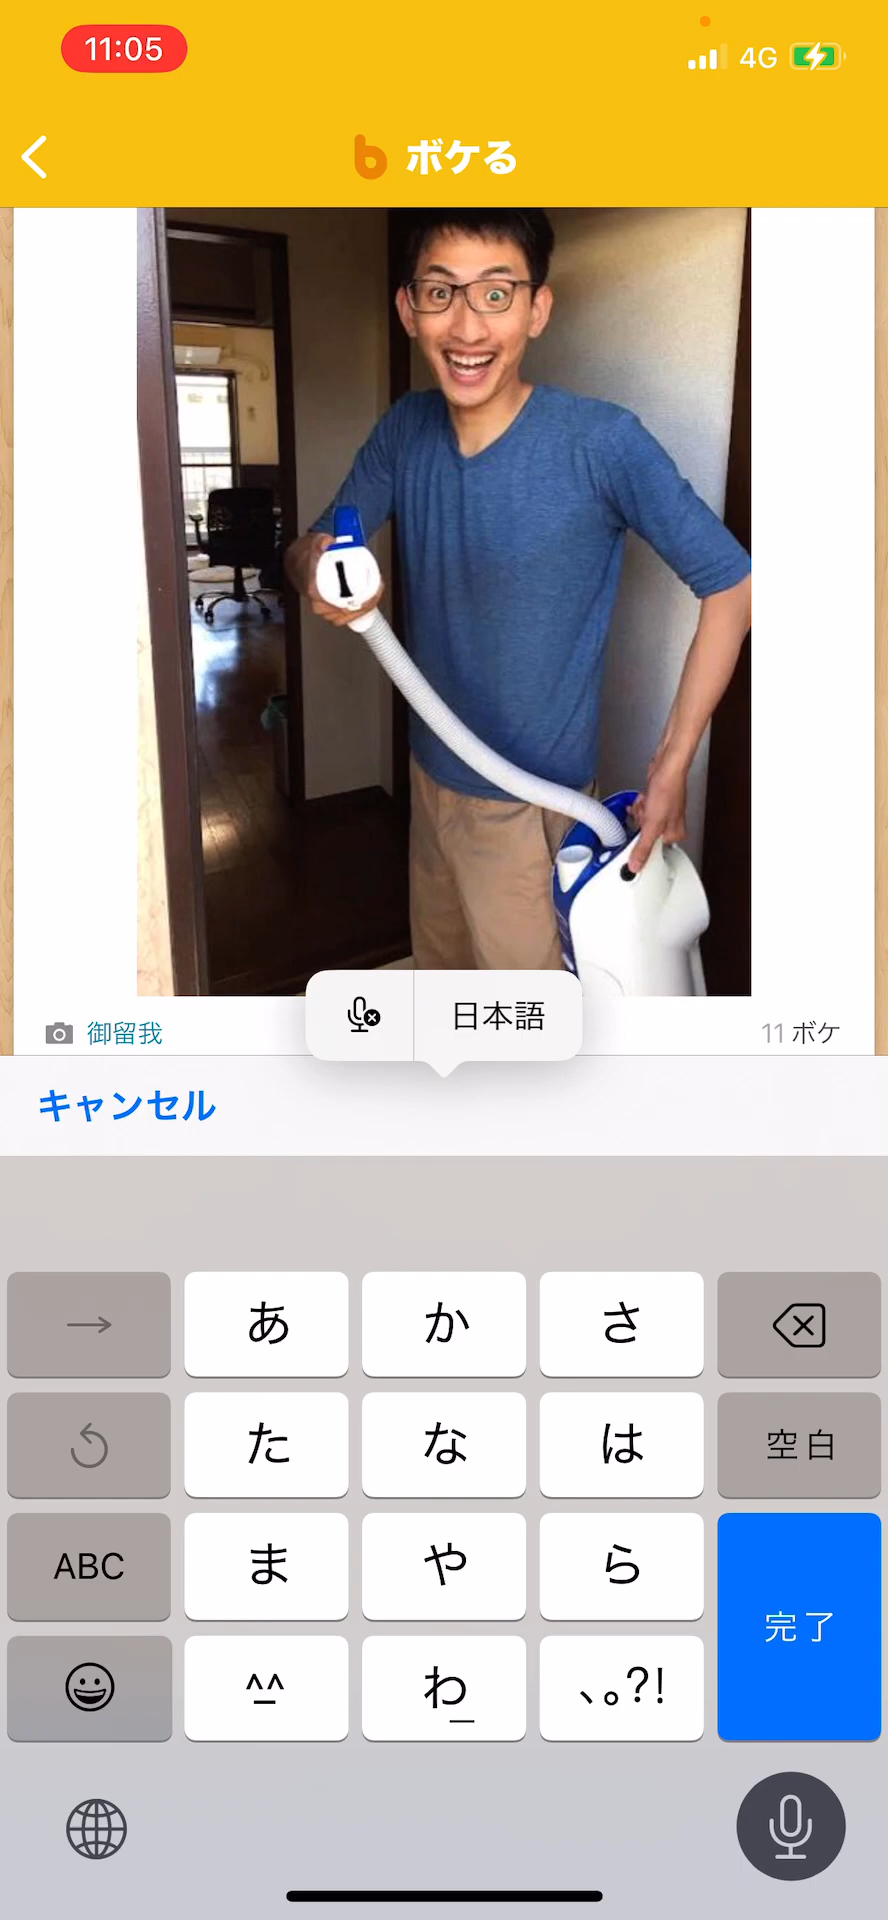 11:05
4G
b ボケる
御留我
日本語
11 ボケ
キャンセル
→ あ か さ
た な は 空白
ABC ま や ら
完了
^^ わ 、。?!